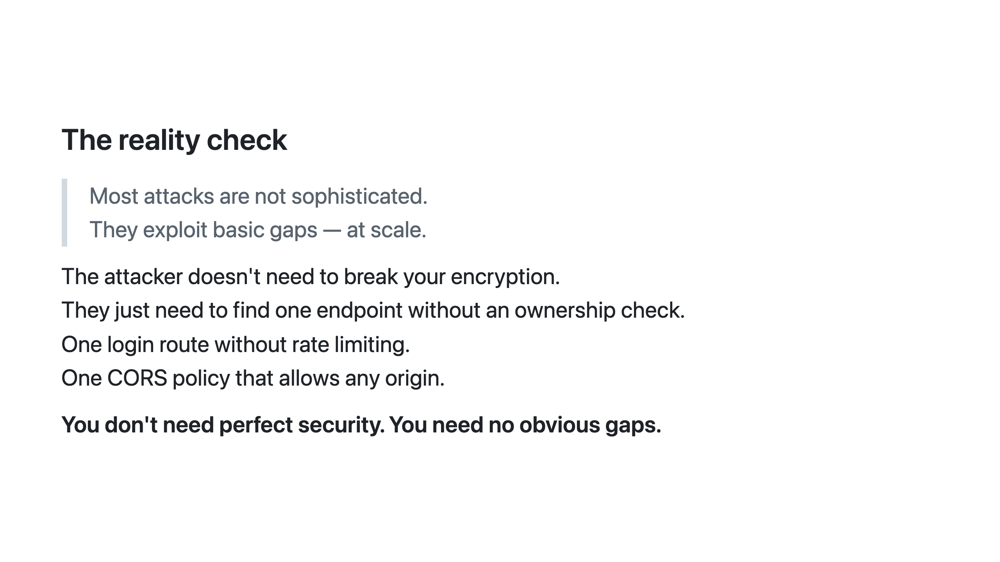 The reality check
Most attacks are not sophisticated.
They exploit basic gaps — at scale.
The attacker doesn't need to break your encryption.
They just need to find one endpoint without an ownership check.
One login route without rate limiting.
One CORS policy that allows any origin.
You don't need perfect security. You need no obvious gaps.